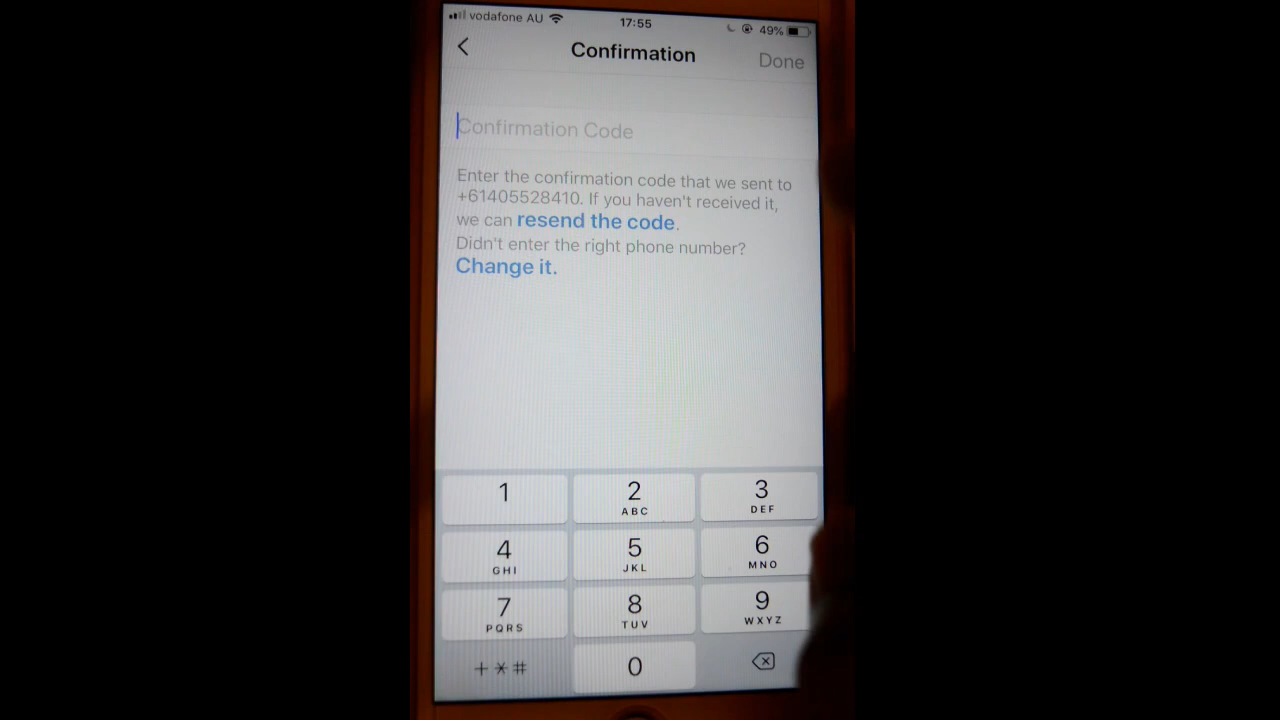 vodafone AU 17:55 49%
Confirmation Done
Confirmation Code
Enter the confirmation code that we sent to
+61405528410. If you haven't received it,
we can resend the code.
Didn't enter the right phone number?
Change it.
1 2 3
ABC DEF
4 5 6
GHI JKL MNO
7 8 9
PQRS TUV WXYZ
+*# 0